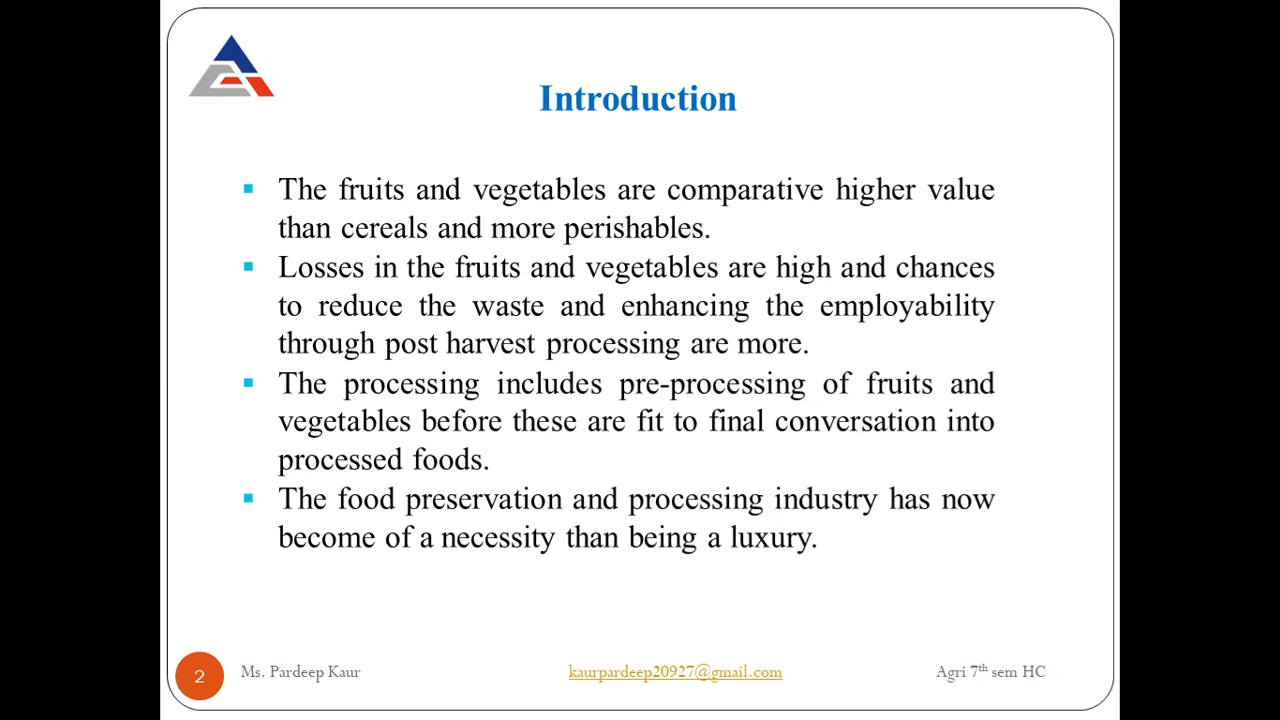 Introduction
The fruits and vegetables are comparative higher value
than cereals and more perishables.
Losses in the fruits and vegetables are high and chances
to reduce the waste and enhancing the employability
through post harvest processing are more.
The processing includes pre-processing of fruits and
vegetables before these are fit to final conversation into
processed foods.
The food preservation and processing industry has now
become of a necessity than being a luxury.
2 Ms. Pardeep Kaur kaurpardeep20927@gmail.com Agri 7th sem HC